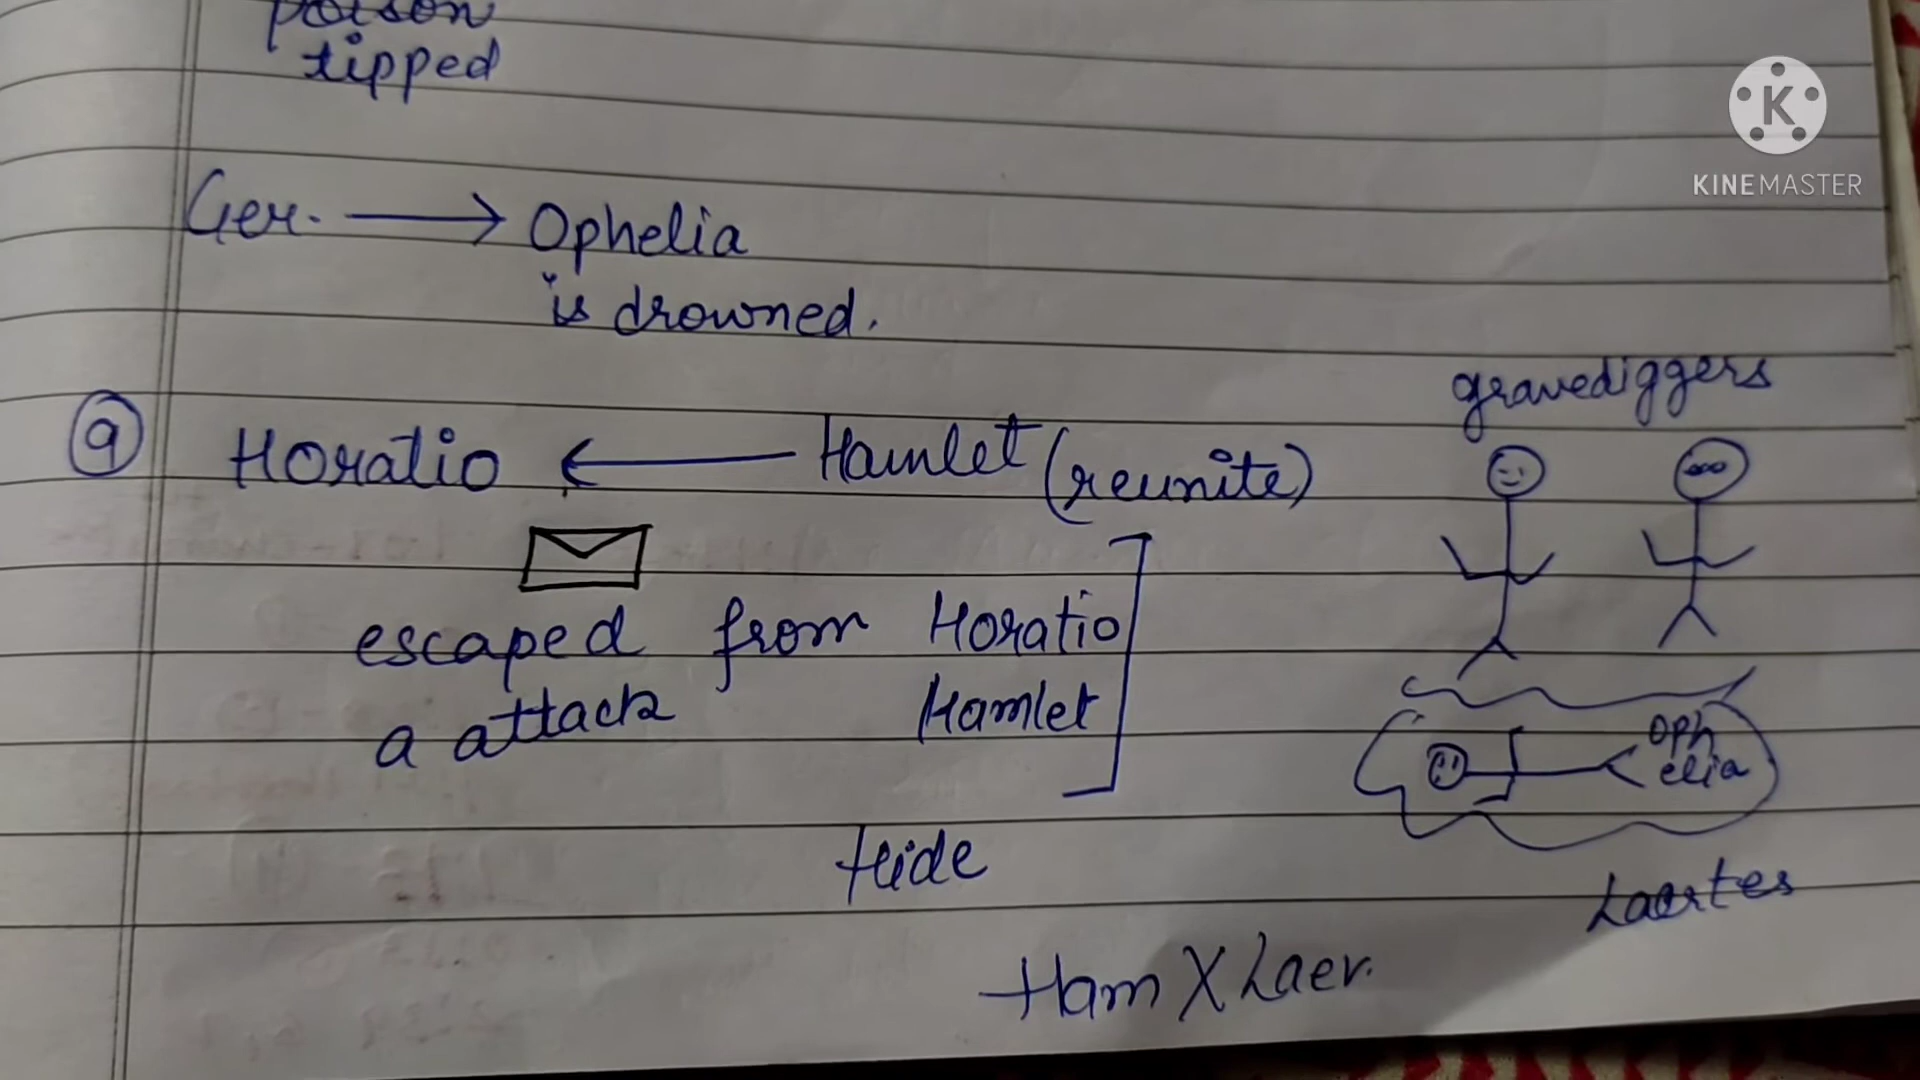 poison
tipped
KINEMASTER
Ger. → Ophelia
is drowned.
gravediggers
9 Horatio ← Hamlet (reunite)
escaped from Horatio
a attack Hamlet
Oph
elia
Hide
Laertes
Ham X Laer.